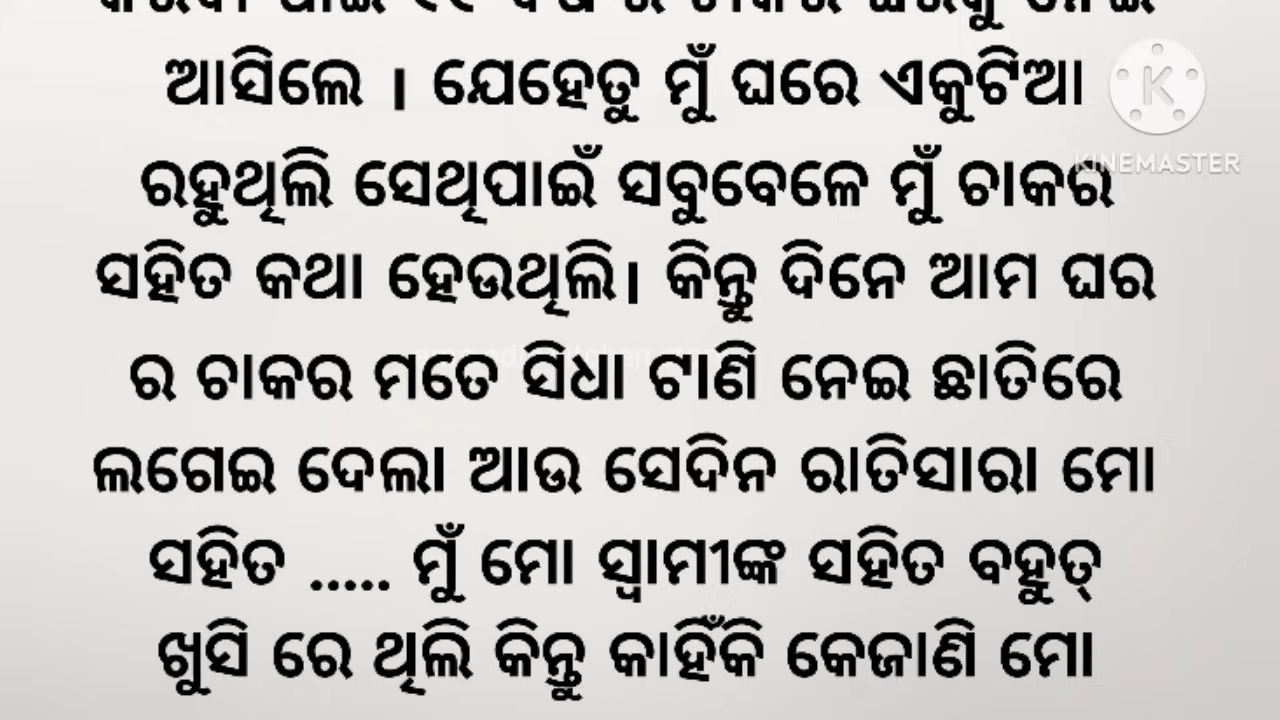 ଆସିଲେ । ଯେହେତୁ ମୁଁ ଘରେ ଏକୁଟିଆ
KINEMASTER
ରହୁଥିଲି ସେଥିପାଇଁ ସବୁବେଳେ ମୁଁ ଚାକର
ସହିତ କଥା ହେଉଥିଲି। କିନ୍ତୁ ଦିନେ ଆମ ଘର
ର ଚାକର ମତେ ସିଧା ଟାଣି ନେଇ ଛାତିରେ
ଲଗେଇ ଦେଲା ଆଉ ସେଦିନ ରାତିସାରା ମୋ
ସହିତ ..... ମୁଁ ମୋ ସ୍ୱାମୀଙ୍କ ସହିତ ବହୁତ୍
ଖୁସି ରେ ଥିଲି କିନ୍ତୁ କାହିଁକି କେଜାଣି ମୋ